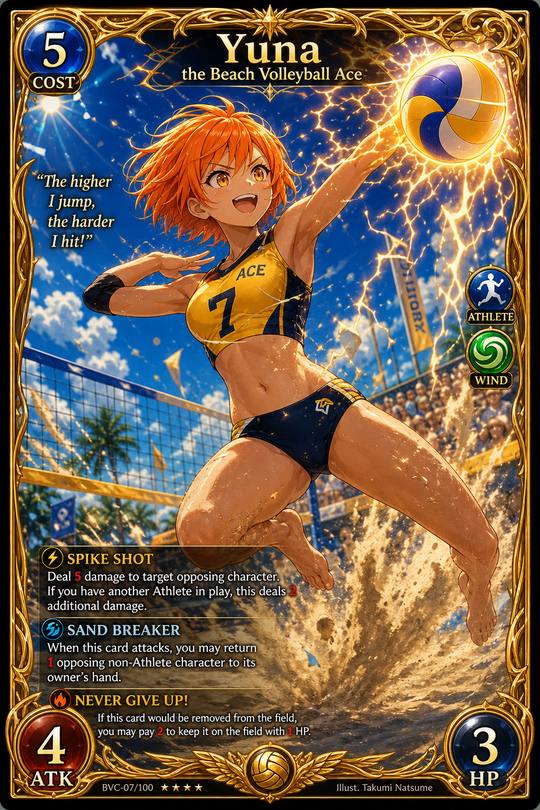 5
COST
Yuna
the Beach Volleyball Ace
“The higher
I jump,
the harder
I hit!”
ACE
7
ATHLETE
WIND
SPIKE SHOT
Deal 5 damage to target opposing character.
If you have another Athlete in play, this deals 3
additional damage.
SAND BREAKER
When this card attacks, you may return
1 opposing non-Athlete character to its
owner's hand.
NEVER GIVE UP!
If this card would be removed from the field,
you may pay 2 to keep it on the field with 1 HP.
4
ATK
BVC-07/100 ★★★★
Illust. Takumi Natsume
3
HP